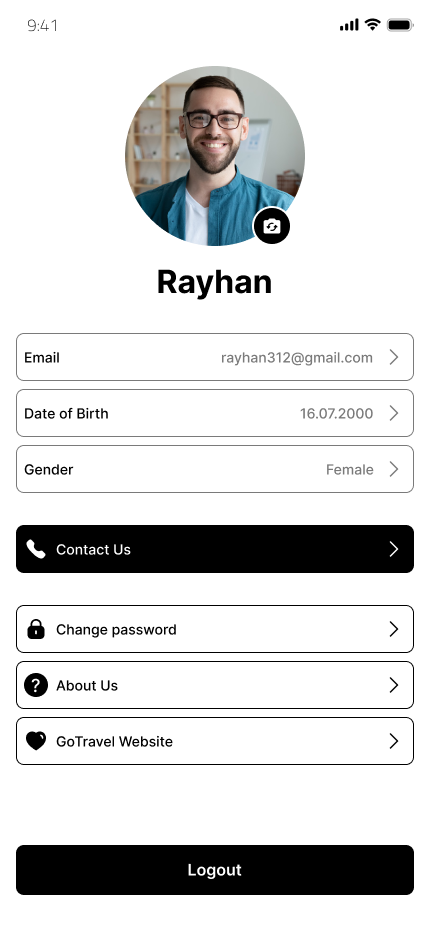 9:41
Rayhan
Email rayhan312@gmail.com
Date of Birth 16.07.2000
Gender Female
Contact Us
Change password
? About Us
GoTravel Website
Logout